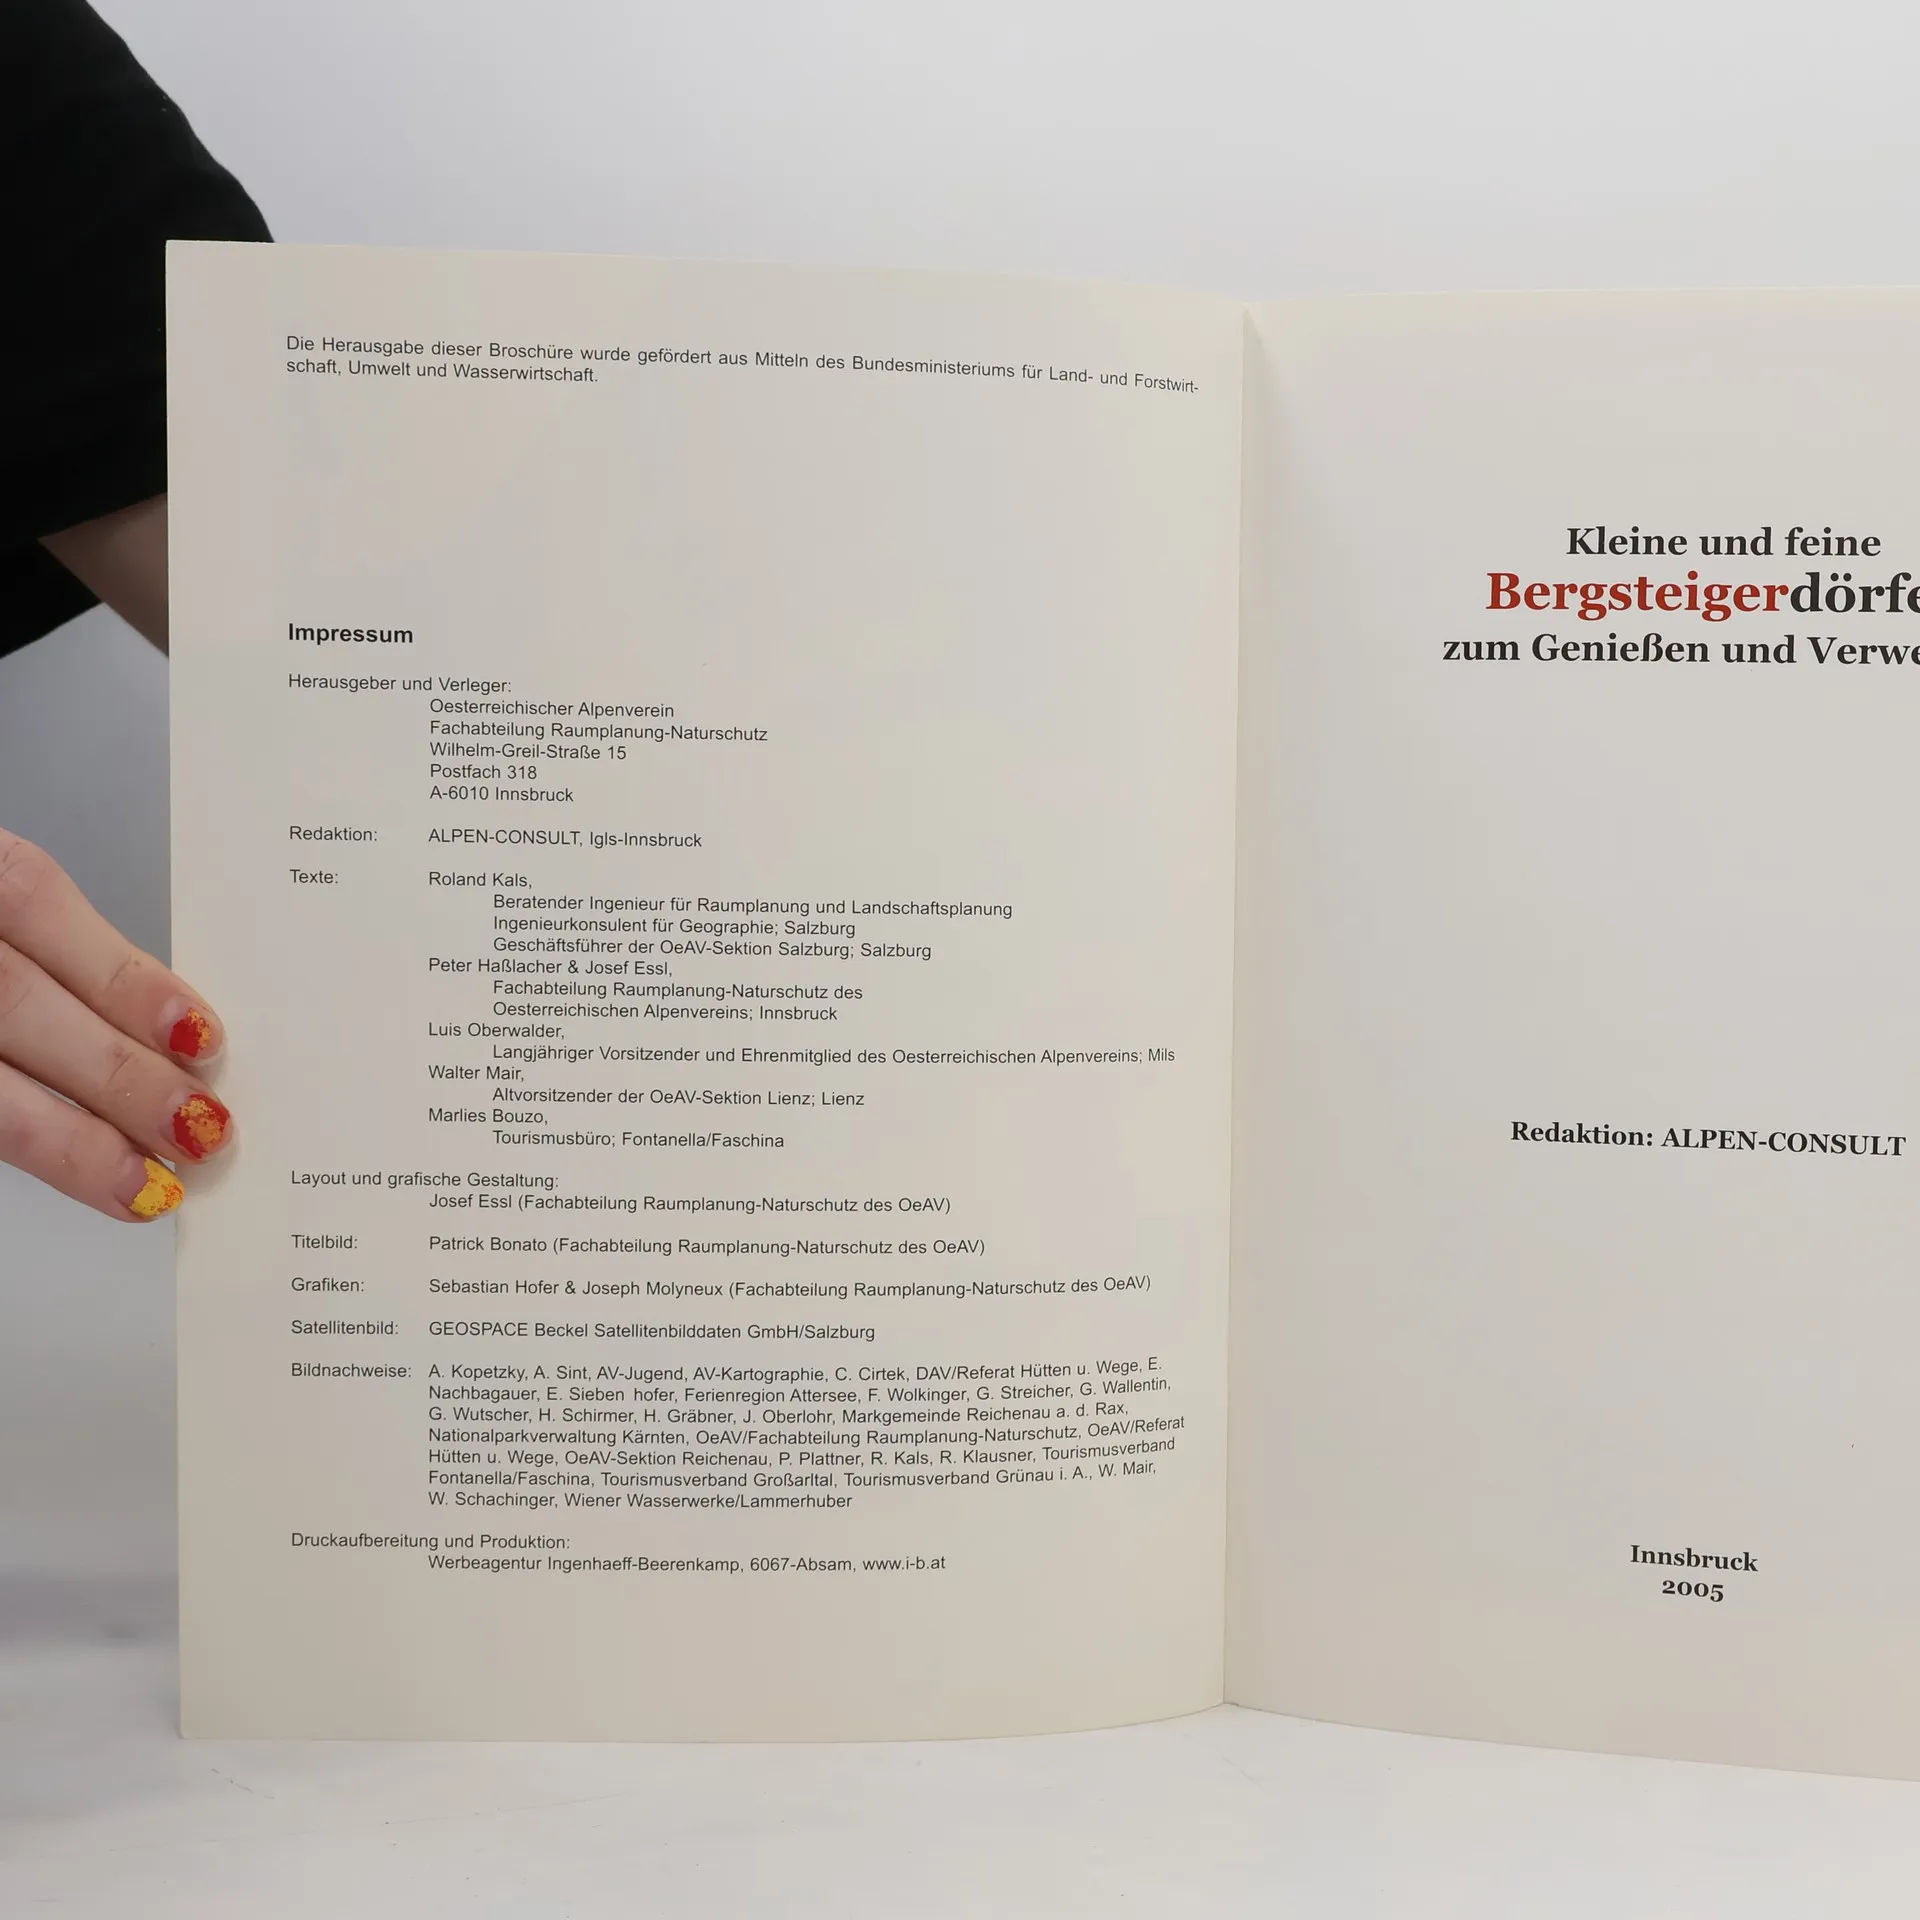 Die Herausgabe dieser Broschüre wurde gefördert aus Mitteln des Bundesministeriums für Land- und Forstwirt-
schaft, Umwelt und Wasserwirtschaft.
Impressum
Herausgeber und Verleger:
Oesterreichischer Alpenverein
Fachabteilung Raumplanung-Naturschutz
Wilhelm-Greil-Straße 15
Postfach 318
A-6010 Innsbruck
Redaktion: ALPEN-CONSULT, Igls-Innsbruck
Texte: Roland Kals,
Beratender Ingenieur für Raumplanung und Landschaftsplanung
Ingenieurkonsulent für Geographie; Salzburg
Geschäftsführer der OeAV-Sektion Salzburg; Salzburg
Peter Haßlacher & Josef Essl,
Fachabteilung Raumplanung-Naturschutz des
Oesterreichischen Alpenvereins; Innsbruck
Luis Oberwalder,
Langjähriger Vorsitzender und Ehrenmitglied des Oesterreichischen Alpenvereins; Mils
Walter Mair,
Altvorsitzender der OeAV-Sektion Lienz; Lienz
Marlies Bouzo,
Tourismusbüro; Fontanella/Faschina
Layout und grafische Gestaltung:
Josef Essl (Fachabteilung Raumplanung-Naturschutz des OeAV)
Titelbild: Patrick Bonato (Fachabteilung Raumplanung-Naturschutz des OeAV)
Grafiken: Sebastian Hofer & Joseph Molyneux (Fachabteilung Raumplanung-Naturschutz des OeAV)
Satellitenbild: GEOSPACE Beckel Satellitenbilddaten GmbH/Salzburg
Bildnachweise: A. Kopetzky, A. Sint, AV-Jugend, AV-Kartographie, C. Cirtek, DAV/Referat Hütten u. Wege, E.
Nachbagauer, E. Sieben hofer, Ferienregion Attersee, F. Wolkinger, G. Streicher, G. Wallentin,
G. Wutscher, H. Schirmer, H. Gräbner, J. Oberlohr, Markgemeinde Reichenau a. d. Rax,
Nationalparkverwaltung Kärnten, OeAV/Fachabteilung Raumplanung-Naturschutz, OeAV/Referat
Hütten u. Wege, OeAV-Sektion Reichenau, P. Plattner, R. Kals, R. Klausner, Tourismusverband
Fontanella/Faschina, Tourismusverband Großarltal, Tourismusverband Grünau i. A., W. Mair,
W. Schachinger, Wiener Wasserwerke/Lammerhuber
Druckaufbereitung und Produktion:
Werbeagentur Ingenhaeff-Beerenkamp, 6067-Absam, www.i-b.at
Kleine und feine
Bergsteigerdörfe
zum Genießen und Verwe
Redaktion: ALPEN-CONSULT
Innsbruck
2005